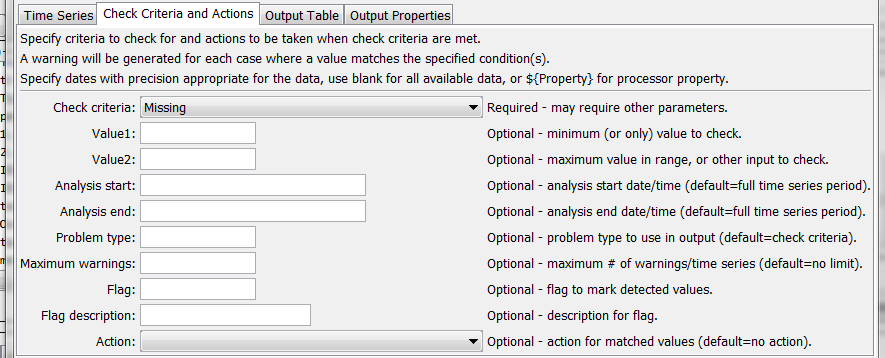 Time Series Check Criteria and Actions Output Table Output Properties
Specify criteria to check for and actions to be taken when check criteria are met.
A warning will be generated for each case where a value matches the specified condition(s).
Specify dates with precision appropriate for the data, use blank for all available data, or ${Property} for processor property.
Check criteria: Missing Required - may require other parameters.
Value1: Optional - minimum (or only) value to check.
Value2: Optional - maximum value in range, or other input to check.
Analysis start: Optional - analysis start date/time (default=full time series period).
Analysis end: Optional - analysis end date/time (default=full time series period).
Problem type: Optional - problem type to use in output (default=check criteria).
Maximum warnings: Optional - maximum # of warnings/time series (default=no limit).
Flag: Optional - flag to mark detected values.
Flag description: Optional - description for flag.
Action: Optional - action for matched values (default=no action).